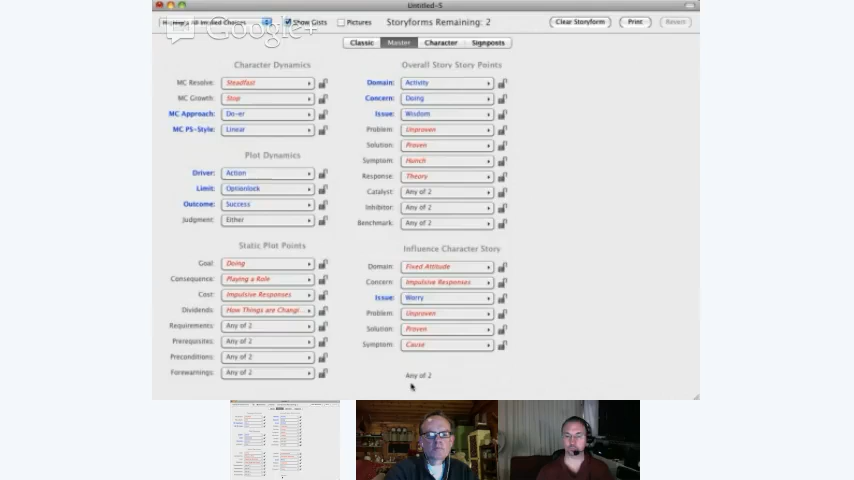 Untitled-5
Show Gists
Pictures
Storyforms Remaining: 2
Clear Storyform
Print
Revert
Google+
Classic
Master
Character
Signposts
Character Dynamics
MC Resolve: Steadfast
MC Growth: Stop
MC Approach: Do-er
MC PS-Style: Linear
Plot Dynamics
Driver: Action
Limit: Optionlock
Outcome: Success
Judgment: Either
Static Plot Points
Goal: Doing
Consequence: Playing a Role
Cost: Impulsive Responses
Dividends: How Things are Changi...
Requirements: Any of 2
Prerequisites: Any of 2
Preconditions: Any of 2
Forewarnings: Any of 2
Overall Story Story Points
Domain: Activity
Concern: Doing
Issue: Wisdom
Problem: Unproven
Solution: Proven
Symptom: Hunch
Response: Theory
Catalyst: Any of 2
Inhibitor: Any of 2
Benchmark: Any of 2
Influence Character Story
Domain: Fixed Attitude
Concern: Impulsive Responses
Issue: Worry
Problem: Unproven
Solution: Proven
Symptom: Cause
Any of 2